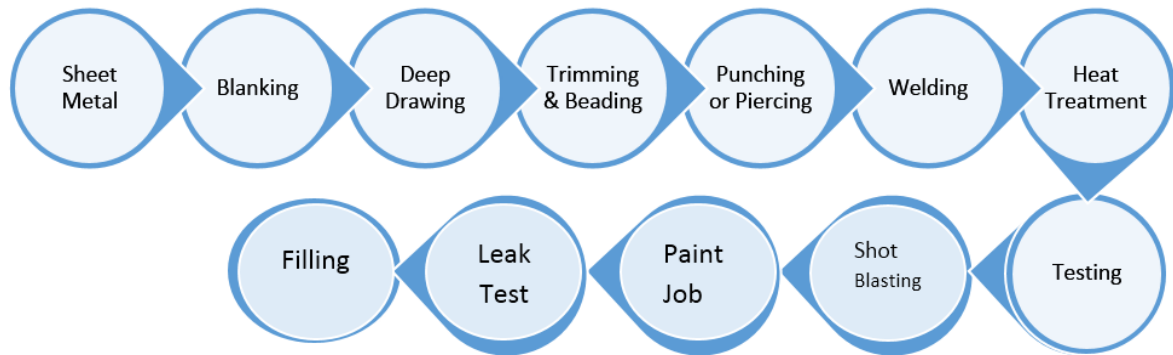 Sheet
Metal
Blanking
Deep
Drawing
Trimming
& Beading
Punching
or Piercing
Welding
Heat
Treatment
Testing
Shot
Blasting
Paint
Job
Leak
Test
Filling